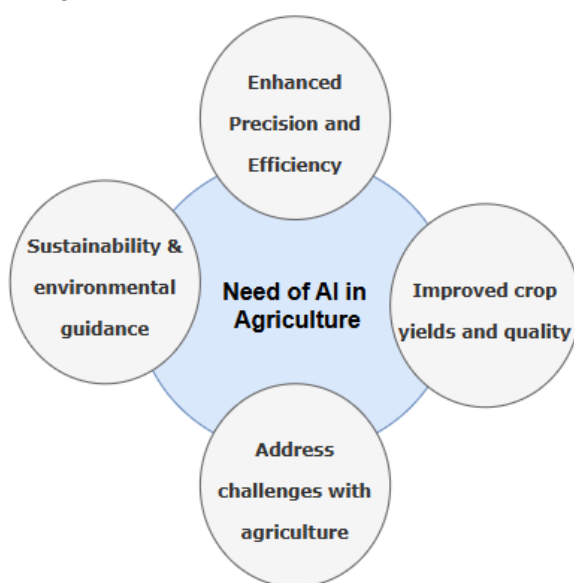 Enhanced
Precision and
Efficiency
Sustainability &
environmental
guidance
Need of AI in
Agriculture
Improved crop
yields and quality
Address
challenges with
agriculture